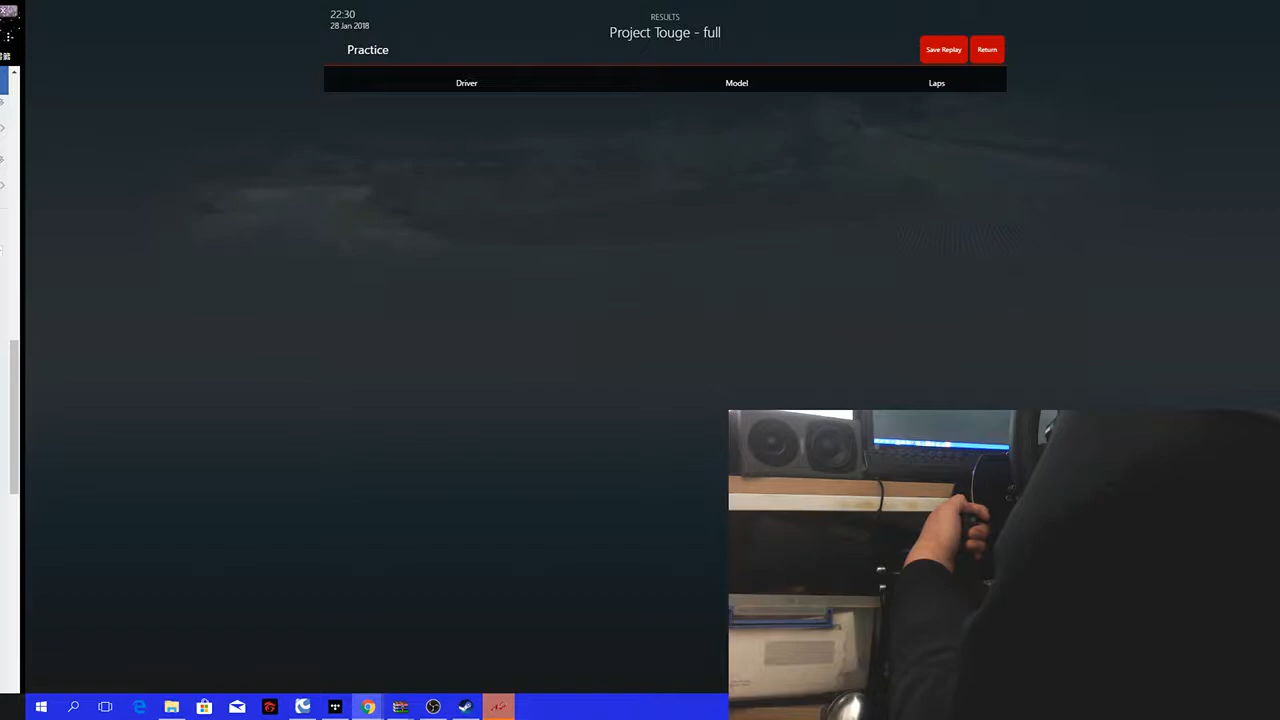 22:30
28 Jan 2018
RESULTS
Project Touge - full
Practice
Save Replay
Return
Driver
Model
Laps